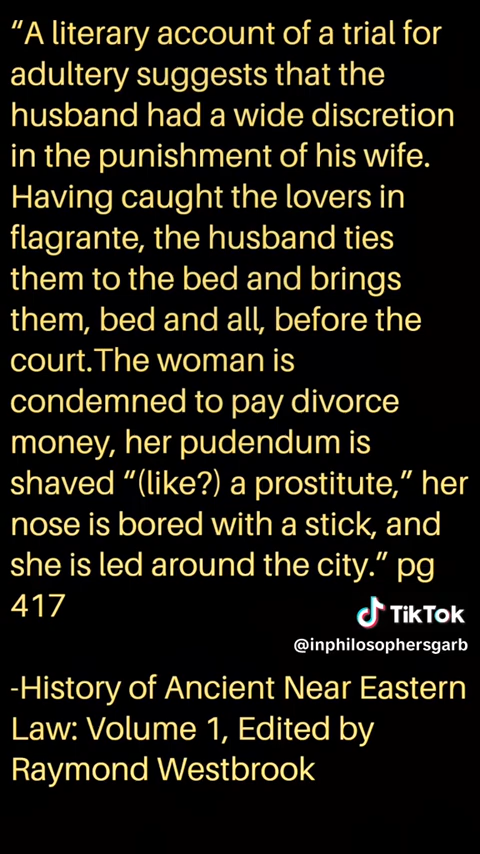 “A literary account of a trial for
adultery suggests that the
husband had a wide discretion
in the punishment of his wife.
Having caught the lovers in
flagrante, the husband ties
them to the bed and brings
them, bed and all, before the
court.The woman is
condemned to pay divorce
money, her pudendum is
shaved “(like?) a prostitute,” her
nose is bored with a stick, and
she is led around the city.” pg
417
TikTok
@inphilosophersgarb
-History of Ancient Near Eastern
Law: Volume 1, Edited by
Raymond Westbrook